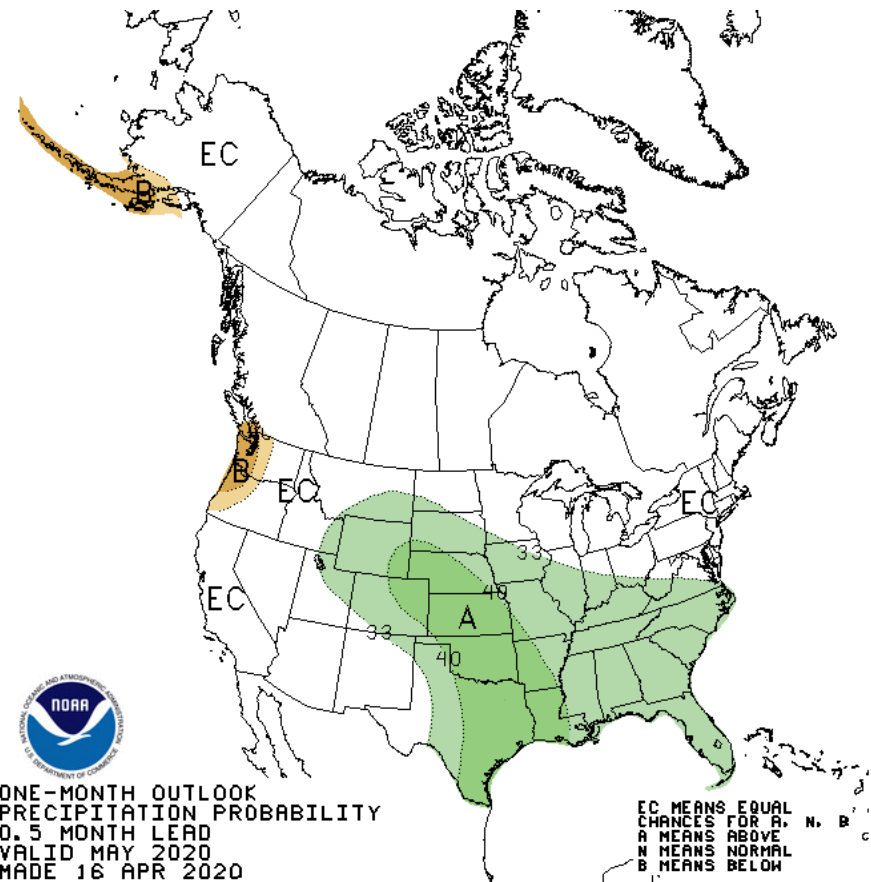 EC
B
B
EC
EC
33
40
EC
A
33
40
NATIONAL OCEANIC AND ATMOSPHERIC ADMINISTRATION
NOAA
U.S. DEPARTMENT OF COMMERCE
ONE-MONTH OUTLOOK
PRECIPITATION PROBABILITY
0.5 MONTH LEAD
VALID MAY 2020
MADE 16 APR 2020
EC MEANS EQUAL
CHANCES FOR A, N, B
A MEANS ABOVE
N MEANS NORMAL
B MEANS BELOW